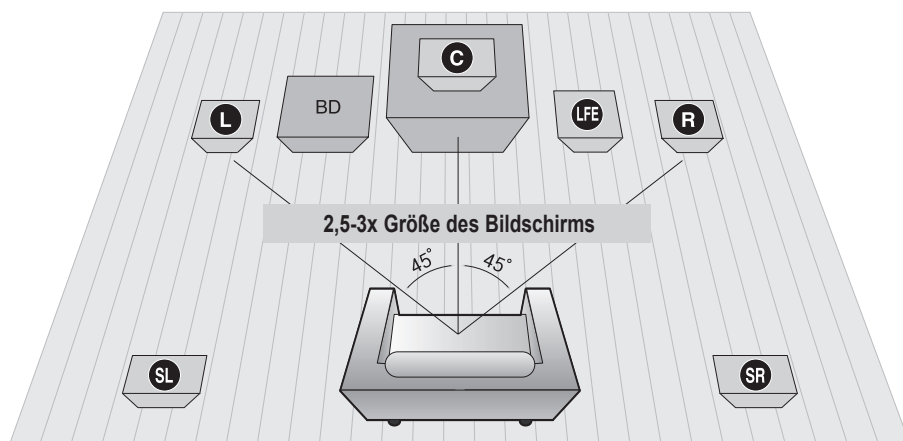 C
L
BD
LFE
R
2,5-3x Größe des Bildschirms
45°
45°
SL
SR